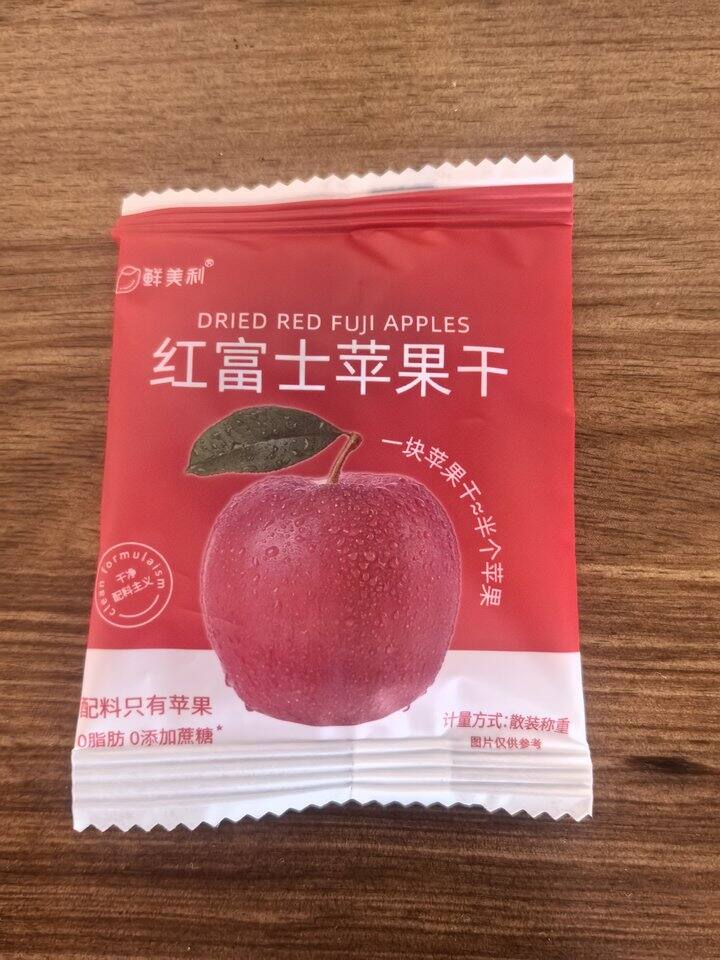 鲜美利®
DRIED RED FUJI APPLES
红富士苹果干
一块苹果干≈半个苹果
clean formulaism
干净
配料主义
配料只有苹果
0脂肪 0添加蔗糖*
计量方式:散装称重
图片仅供参考